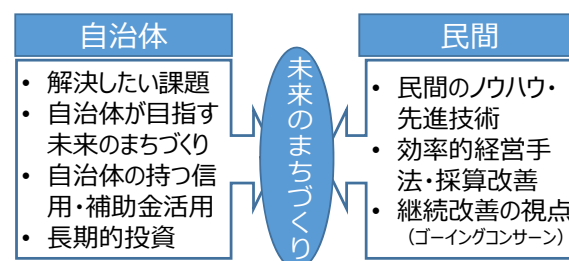 自治体
• 解決したい課題
• 自治体が目指す
未来のまちづくり
• 自治体の持つ信
用・補助金活用
• 長期的投資
未来のまちづくり
民間
• 民間のノウハウ・
先進技術
• 効率的経営手
法・採算改善
• 継続改善の視点
(ゴーイングコンサーン)